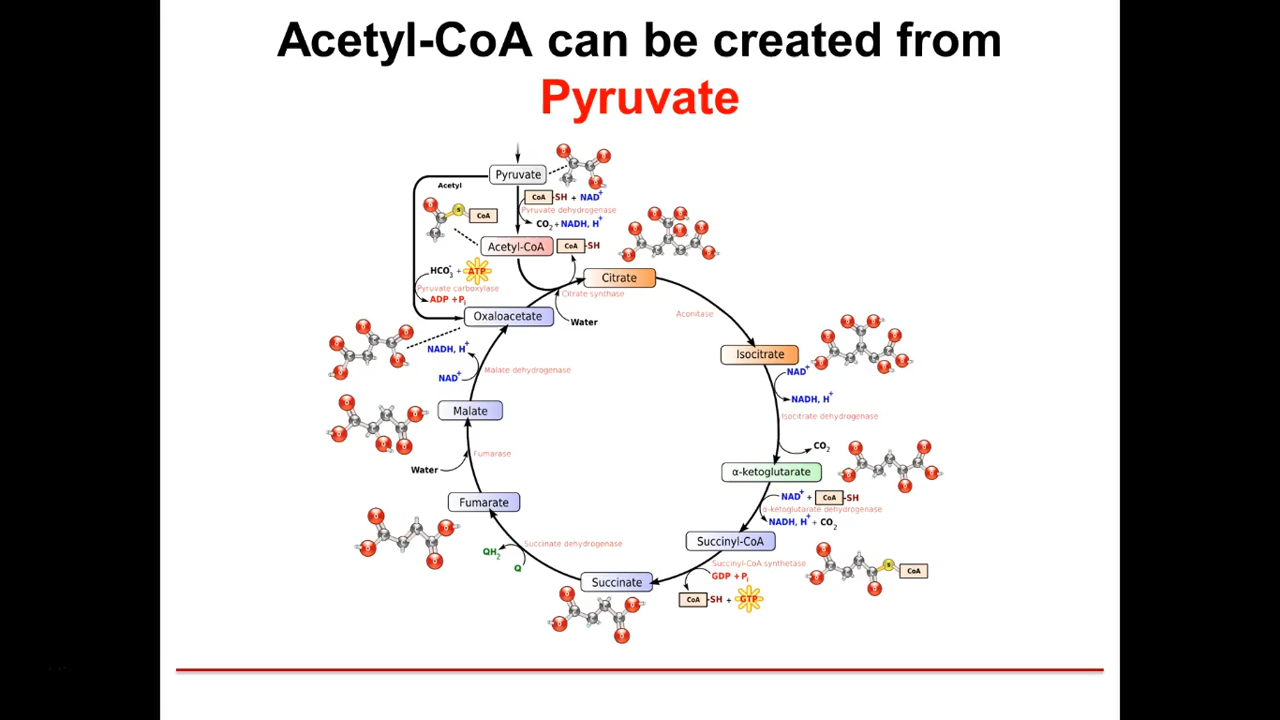 Acetyl-CoA can be created from
Pyruvate
Pyruvate
Acetyl
CoA-SH + NAD+
Pyruvate dehydrogenase
CO2 + NADH, H+
S CoA
Acetyl-CoA
CoA-SH
HCO3- + ATP
Pyruvate carboxylase
ADP + Pi
Citrate
Citrate synthase
Water
Oxaloacetate
Aconitase
Isocitrate
NAD+
NADH, H+
Isocitrate dehydrogenase
CO2
α-ketoglutarate
NAD+ + CoA-SH
α-ketoglutarate dehydrogenase
NADH, H+ + CO2
Succinyl-CoA
S CoA
Succinyl-CoA synthetase
GDP + Pi
CoA-SH + GTP
Succinate
Succinate dehydrogenase
QH2
Q
Fumarate
Fumarase
Water
Malate
Malate dehydrogenase
NADH, H+
NAD+